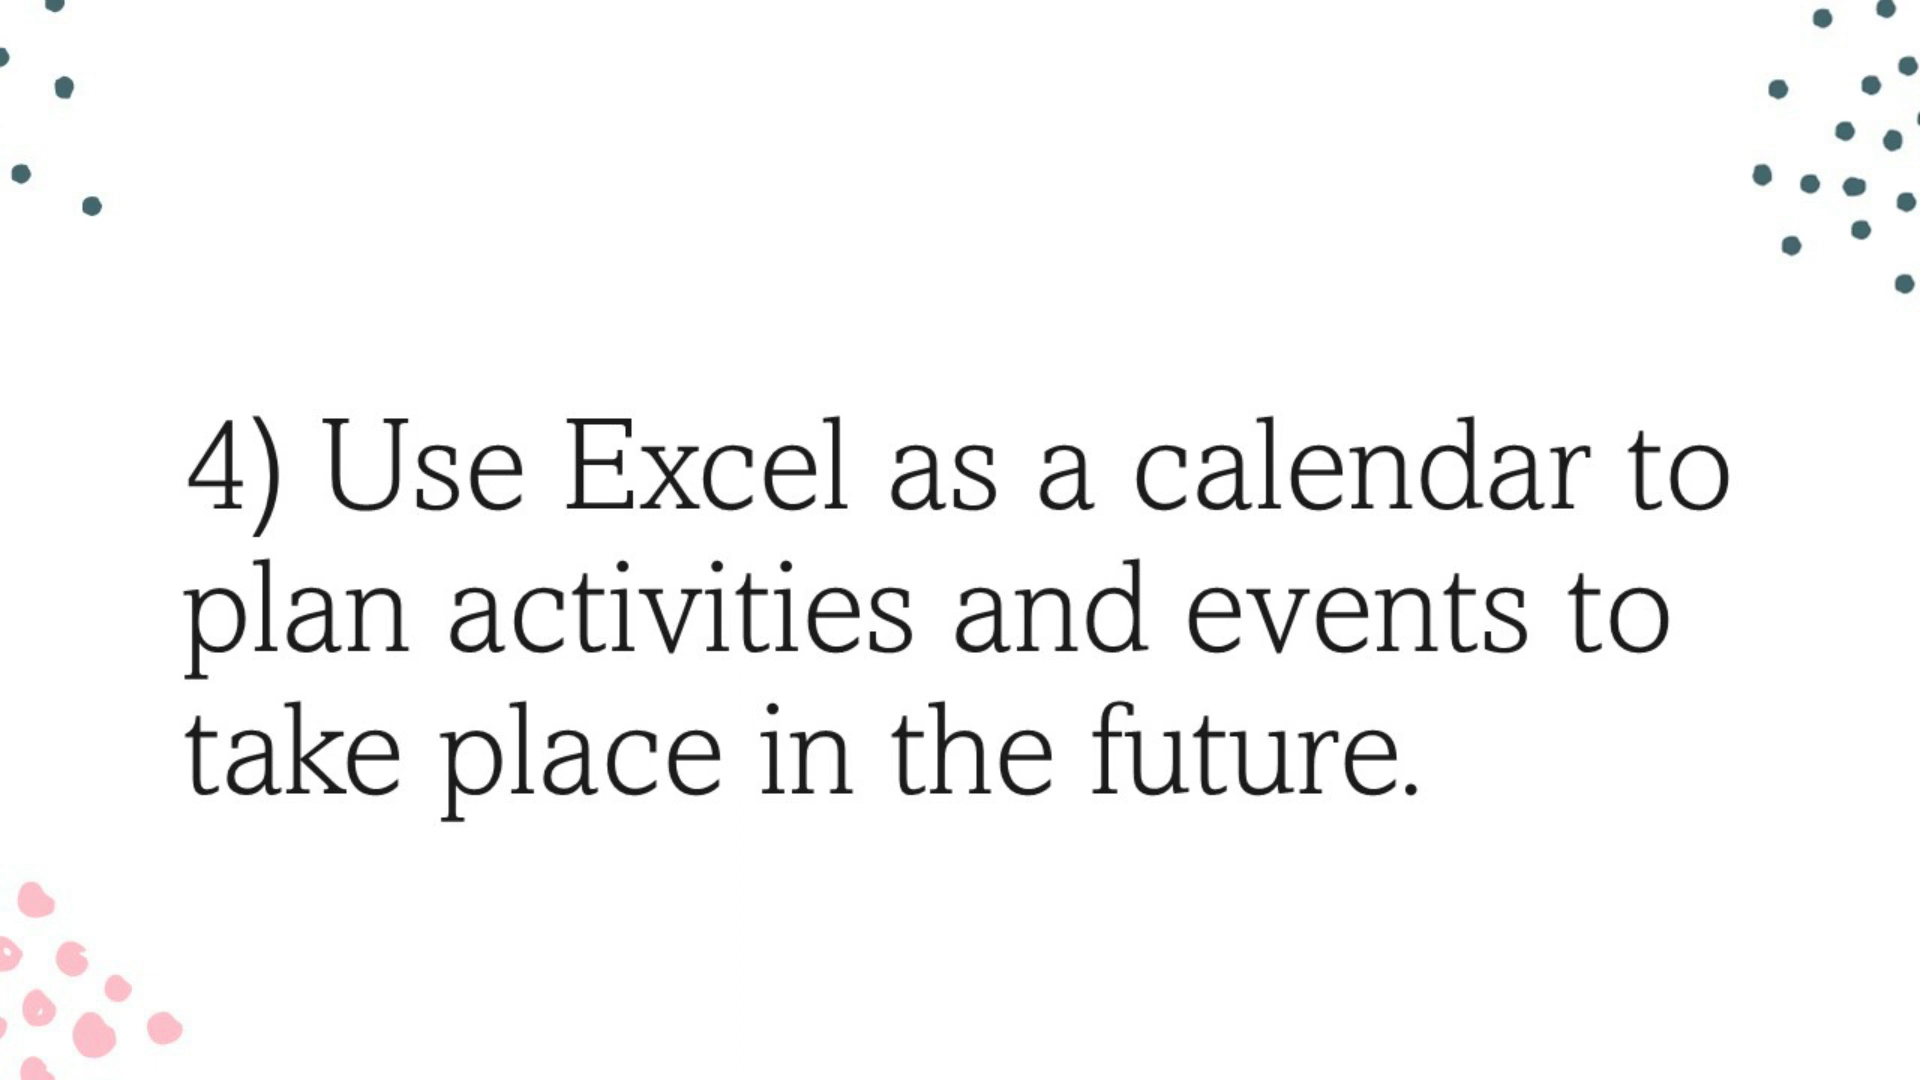 4) Use Excel as a calendar to
plan activities and events to
take place in the future.